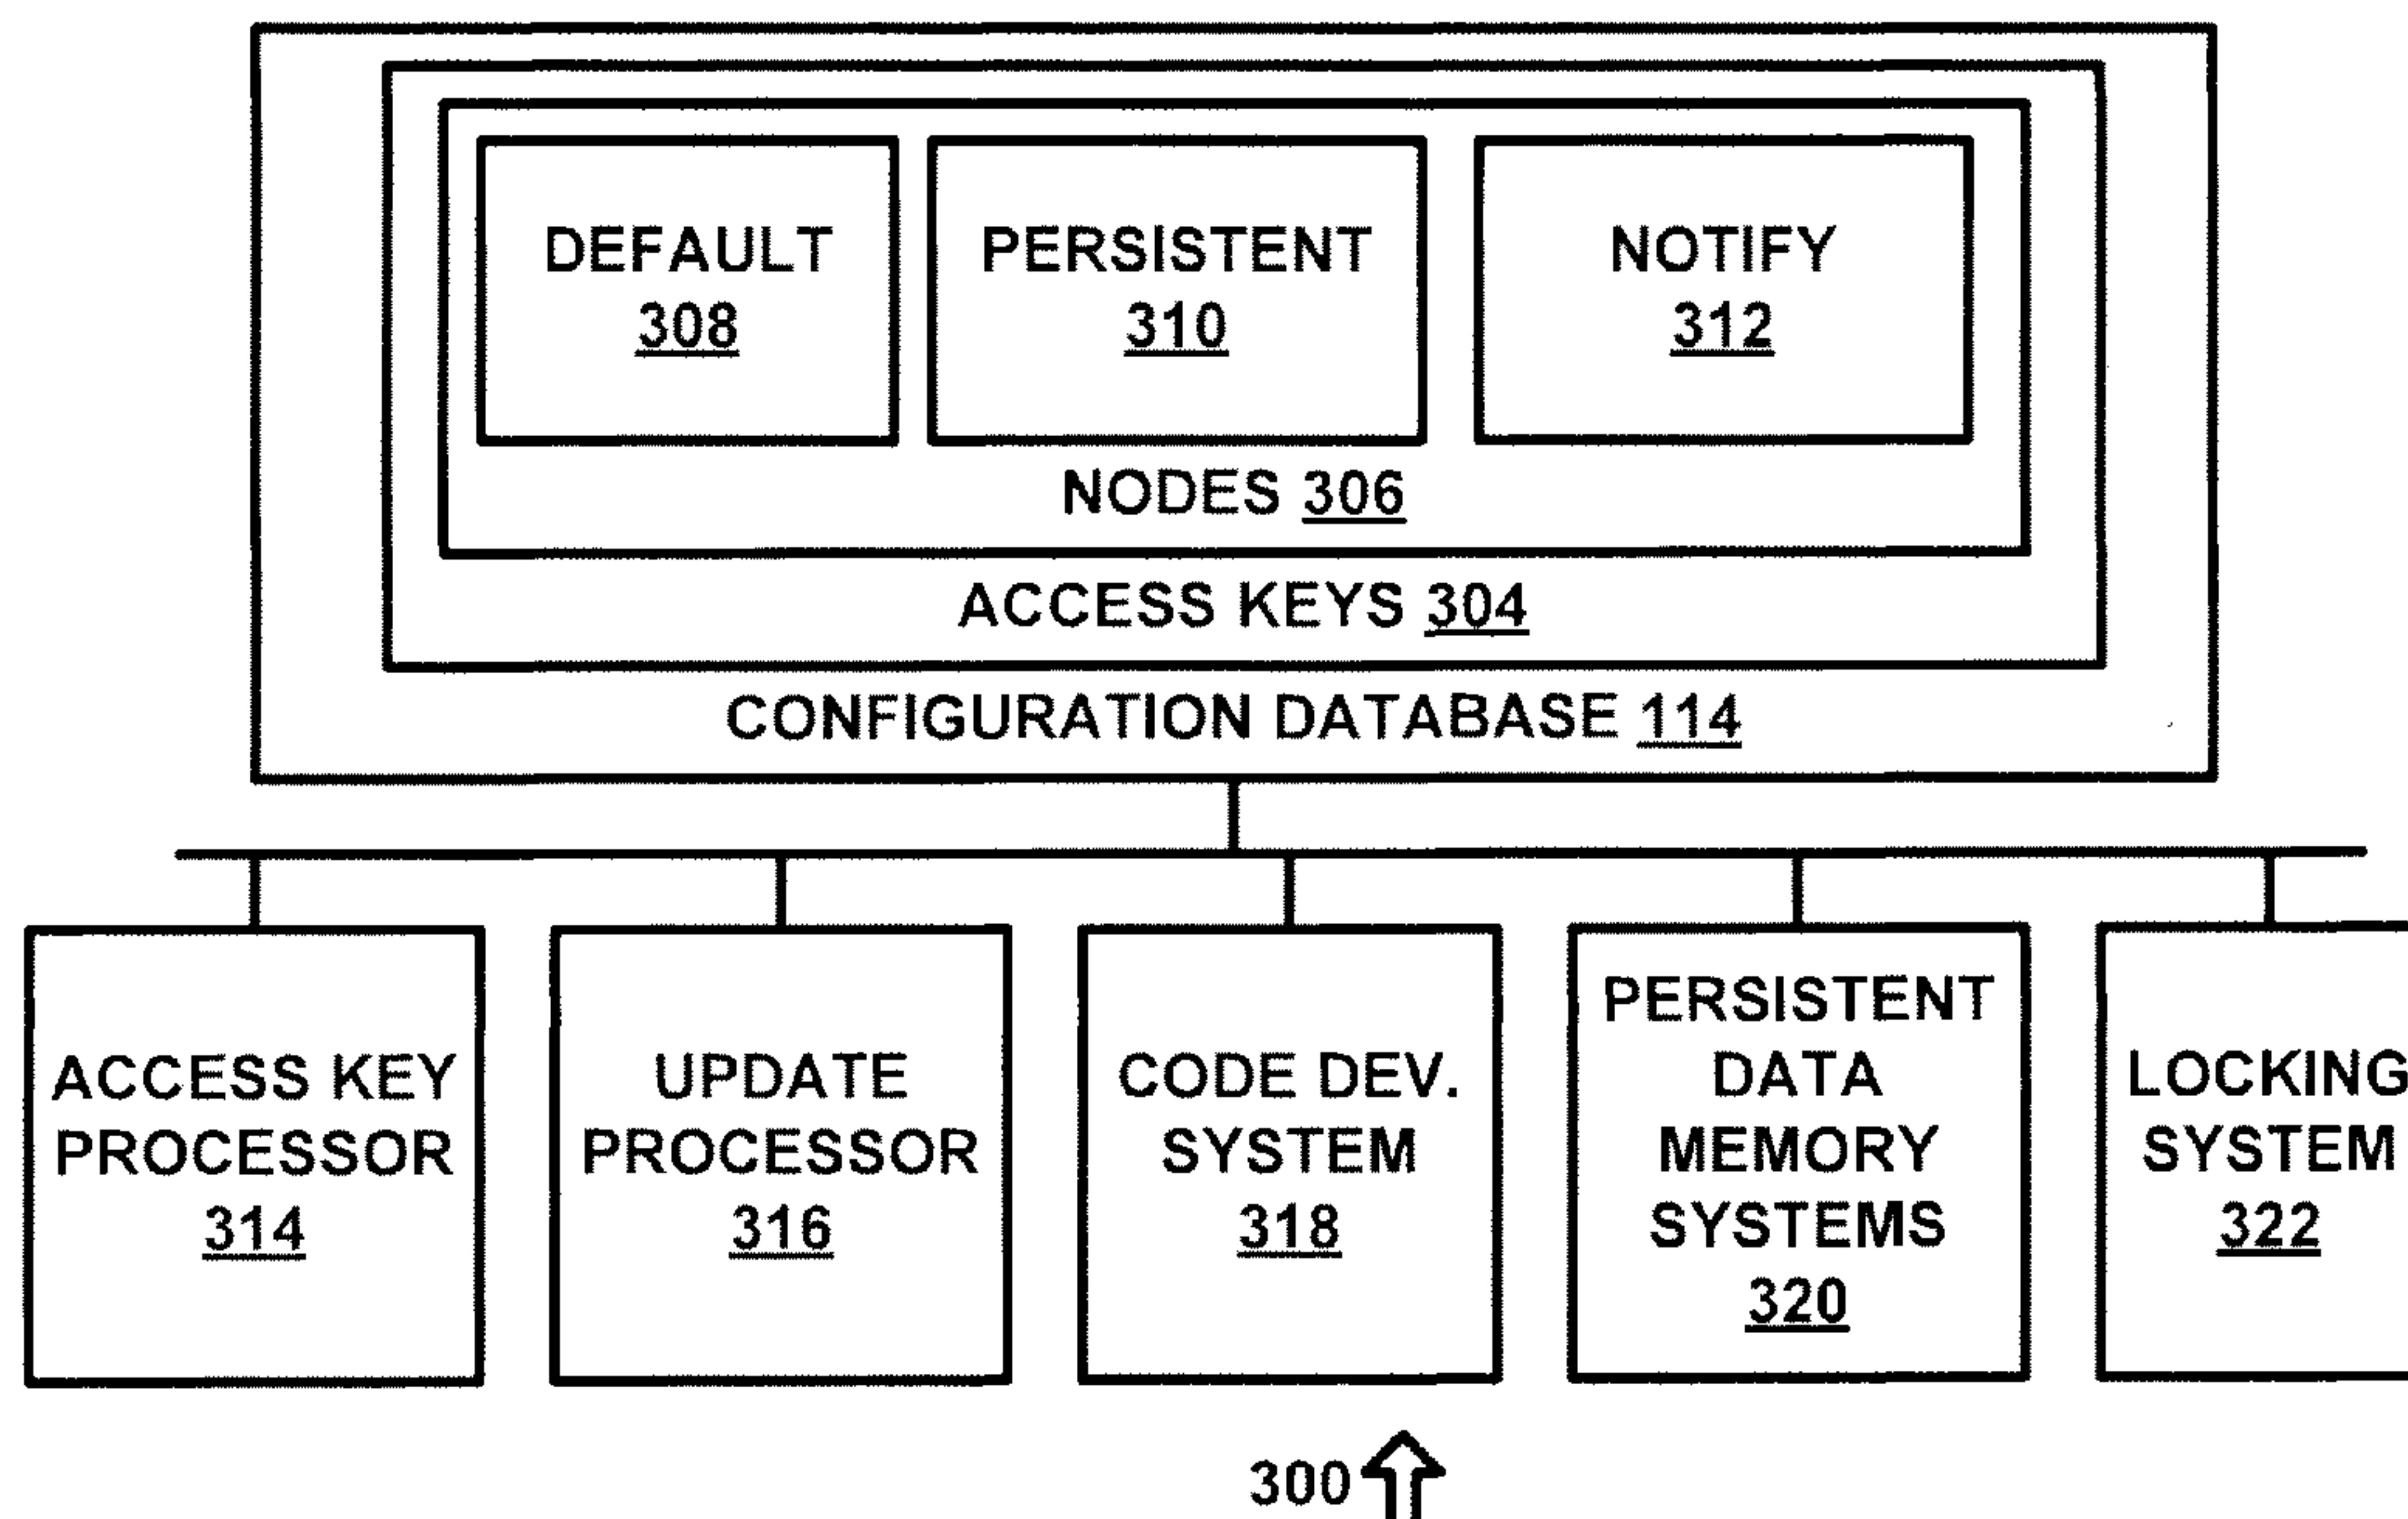 DEFAULT
308
PERSISTENT
310
NOTIFY
312
NODES 306
ACCESS KEYS 304
CONFIGURATION DATABASE 114
ACCESS KEY
PROCESSOR
314
UPDATE
PROCESSOR
316
CODE DEV.
SYSTEM
318
PERSISTENT
DATA
MEMORY
SYSTEMS
320
LOCKING
SYSTEM
322
300